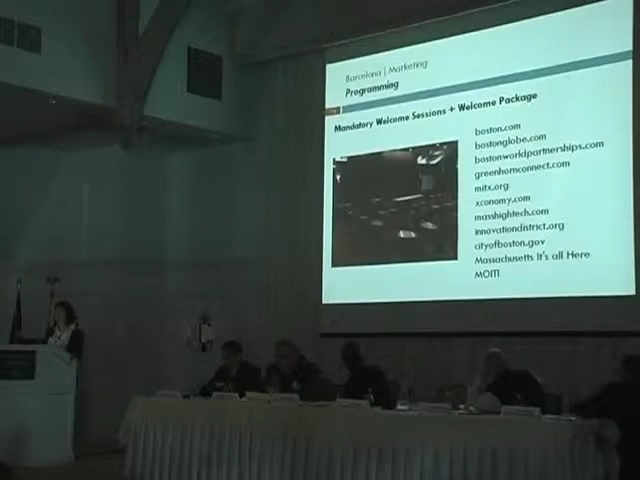 Barcelona | Marketing
Programming
Mandatory Welcome Sessions + Welcome Package
boston.com
bostonglobe.com
bostonworldpartnerships.com
greenhornconnect.com
mitx.org
xconomy.com
masshightech.com
innovationdistrict.org
cityofboston.gov
Massachusetts It's all Here
MOITI